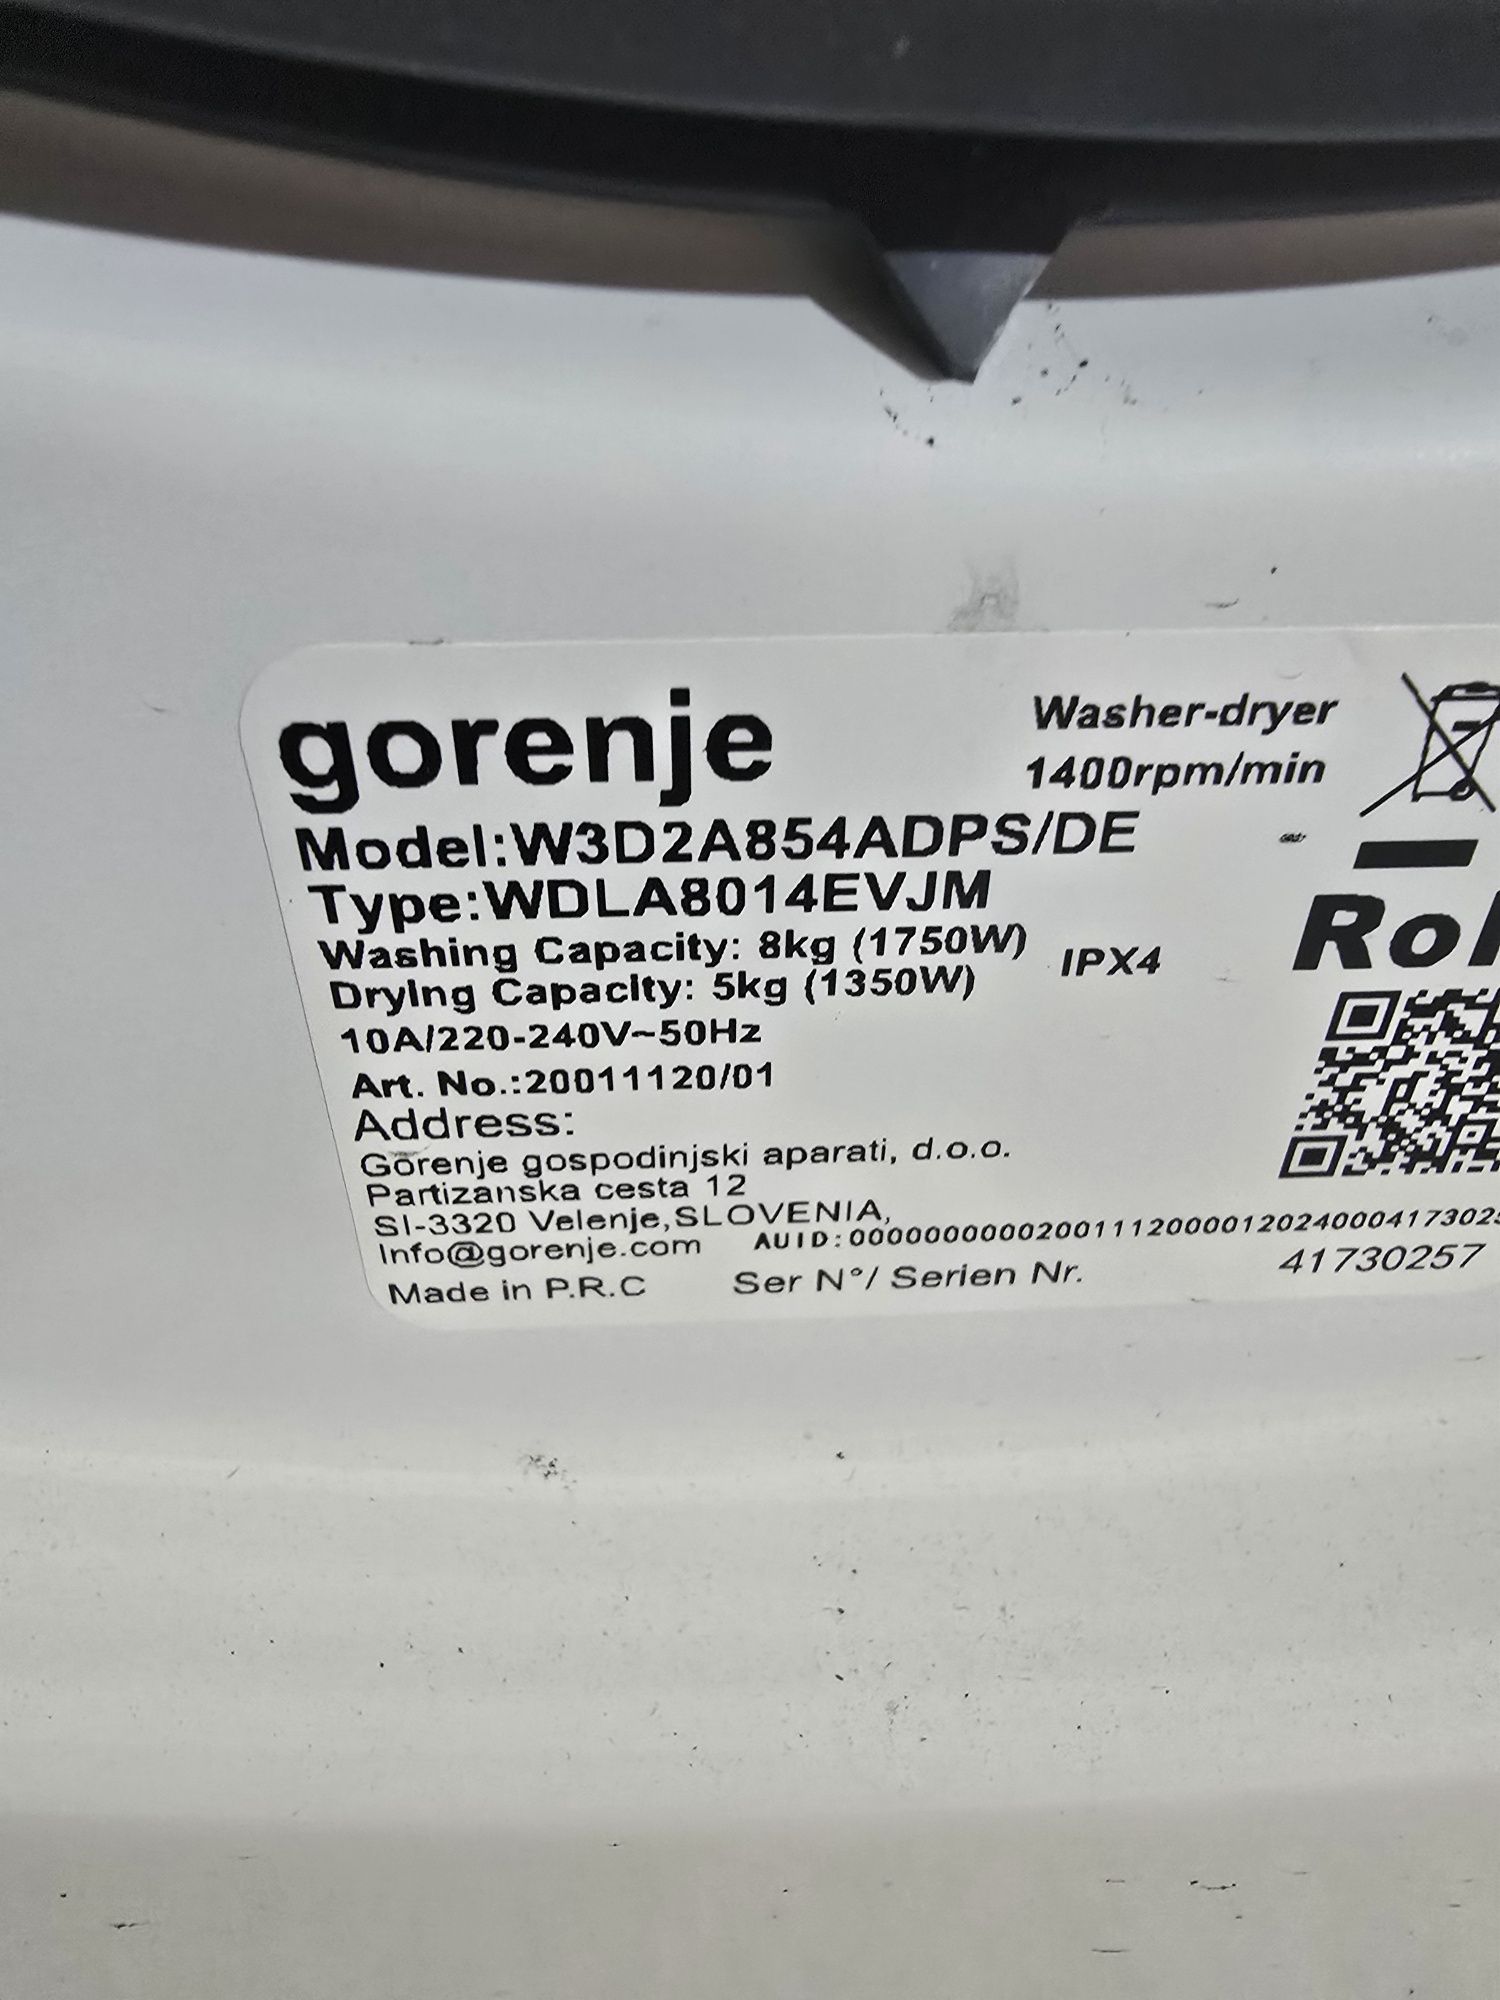 gorenje
Washer-dryer
1400rpm/min
Model:W3D2A854ADPS/DE
Type:WDLA8014EVJM
Washing Capacity: 8kg (1750W)
Drying Capacity: 5kg (1350W)
IPX4
10A/220-240V~50Hz
Art. No.:20011120/01
Address:
Gorenje gospodinjski aparati, d.o.o.
Partizanska cesta 12
SI-3320 Velenje,SLOVENIA,
Info@gorenje.com
Made in P.R.C
Ser N°/ Serien Nr.
41730257